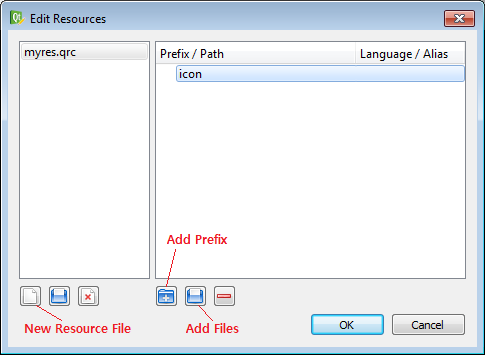 Edit Resources
myres.qrc
Prefix / Path
Language / Alias
icon
Add Prefix
New Resource File
Add Files
OK
Cancel